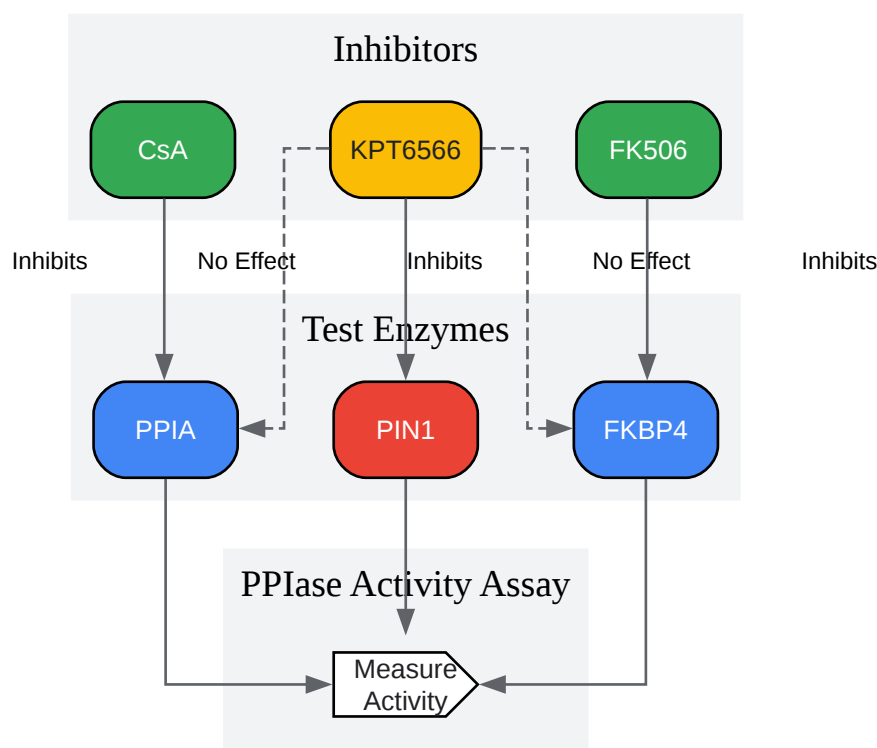 Inhibitors
CsA
KPT6566
FK506
Inhibits
No Effect
Inhibits
No Effect
Inhibits
Test Enzymes
PPIA
PIN1
FKBP4
PPIase Activity Assay
Measure
Activity